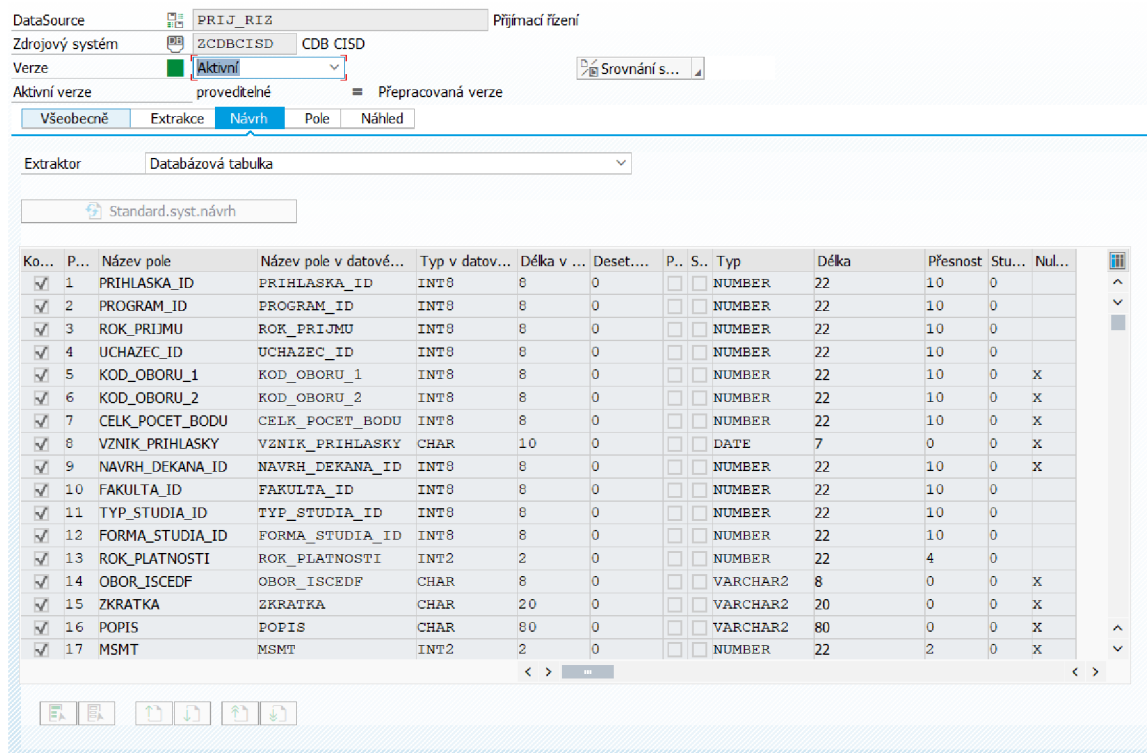 DataSource PRIJ_RIZ Přijímací řízení
Zdrojový systém ZCDBCISD CDB CISD
Verze Aktivní Srovnání s...
Aktivní verze proveditelné = Přepracovaná verze
Všeobecně Extrakce Návrh Pole Náhled
Extraktor Databázová tabulka
Standard.syst.návrh
Ko... P... Název pole Název pole v datové... Typ v datov... Délka v ... Deset.... P.. S.. Typ Délka Přesnost Stu... Nul...
1 PRIHLASKA_ID PRIHLASKA_ID INT8 8 0 NUMBER 22 10 0
2 PROGRAM_ID PROGRAM_ID INT8 8 0 NUMBER 22 10 0
3 ROK_PRIJMU ROK_PRIJMU INT8 8 0 NUMBER 22 10 0
4 UCHAZEC_ID UCHAZEC_ID INT8 8 0 NUMBER 22 10 0
5 KOD_OBORU_1 KOD_OBORU_1 INT8 8 0 NUMBER 22 10 0 X
6 KOD_OBORU_2 KOD_OBORU_2 INT8 8 0 NUMBER 22 10 0 X
7 CELK_POCET_BODU CELK_POCET_BODU INT8 8 0 NUMBER 22 10 0 X
8 VZNIK_PRIHLASKY VZNIK_PRIHLASKY CHAR 10 0 DATE 7 0 0 X
9 NAVRH_DEKANA_ID NAVRH_DEKANA_ID INT8 8 0 NUMBER 22 10 0 X
10 FAKULTA_ID FAKULTA_ID INT8 8 0 NUMBER 22 10 0
11 TYP_STUDIA_ID TYP_STUDIA_ID INT8 8 0 NUMBER 22 10 0
12 FORMA_STUDIA_ID FORMA_STUDIA_ID INT8 8 0 NUMBER 22 10 0
13 ROK_PLATNOSTI ROK_PLATNOSTI INT2 2 0 NUMBER 22 4 0
14 OBOR_ISCEDF OBOR_ISCEDF CHAR 8 0 VARCHAR2 8 0 0 X
15 ZKRATKA ZKRATKA CHAR 20 0 VARCHAR2 20 0 0 X
16 POPIS POPIS CHAR 80 0 VARCHAR2 80 0 0 X
17 MSMT MSMT INT2 2 0 NUMBER 22 2 0 X